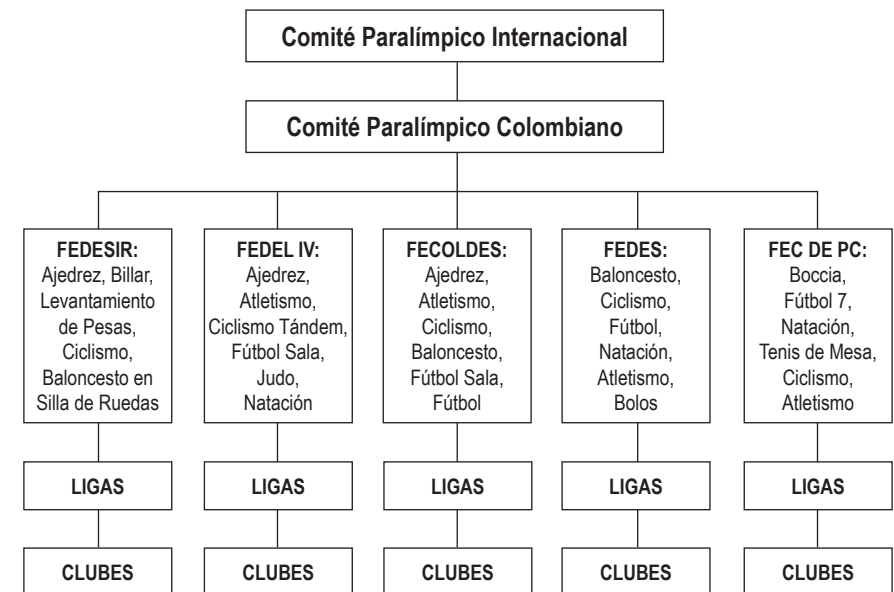 Comité Paralímpico Internacional
Comité Paralímpico Colombiano
FEDESIR:
Ajedrez, Billar,
Levantamiento
de Pesas,
Ciclismo,
Baloncesto en
Silla de Ruedas
FEDEL IV:
Ajedrez,
Atletismo,
Ciclismo Tándem,
Fútbol Sala,
Judo,
Natación
FECOLDES:
Ajedrez,
Atletismo,
Ciclismo,
Baloncesto,
Fútbol Sala,
Fútbol
FEDES:
Baloncesto,
Ciclismo,
Fútbol,
Natación,
Atletismo,
Bolos
FEC DE PC:
Boccia,
Fútbol 7,
Natación,
Tenis de Mesa,
Ciclismo,
Atletismo
LIGAS
LIGAS
LIGAS
LIGAS
LIGAS
CLUBES
CLUBES
CLUBES
CLUBES
CLUBES